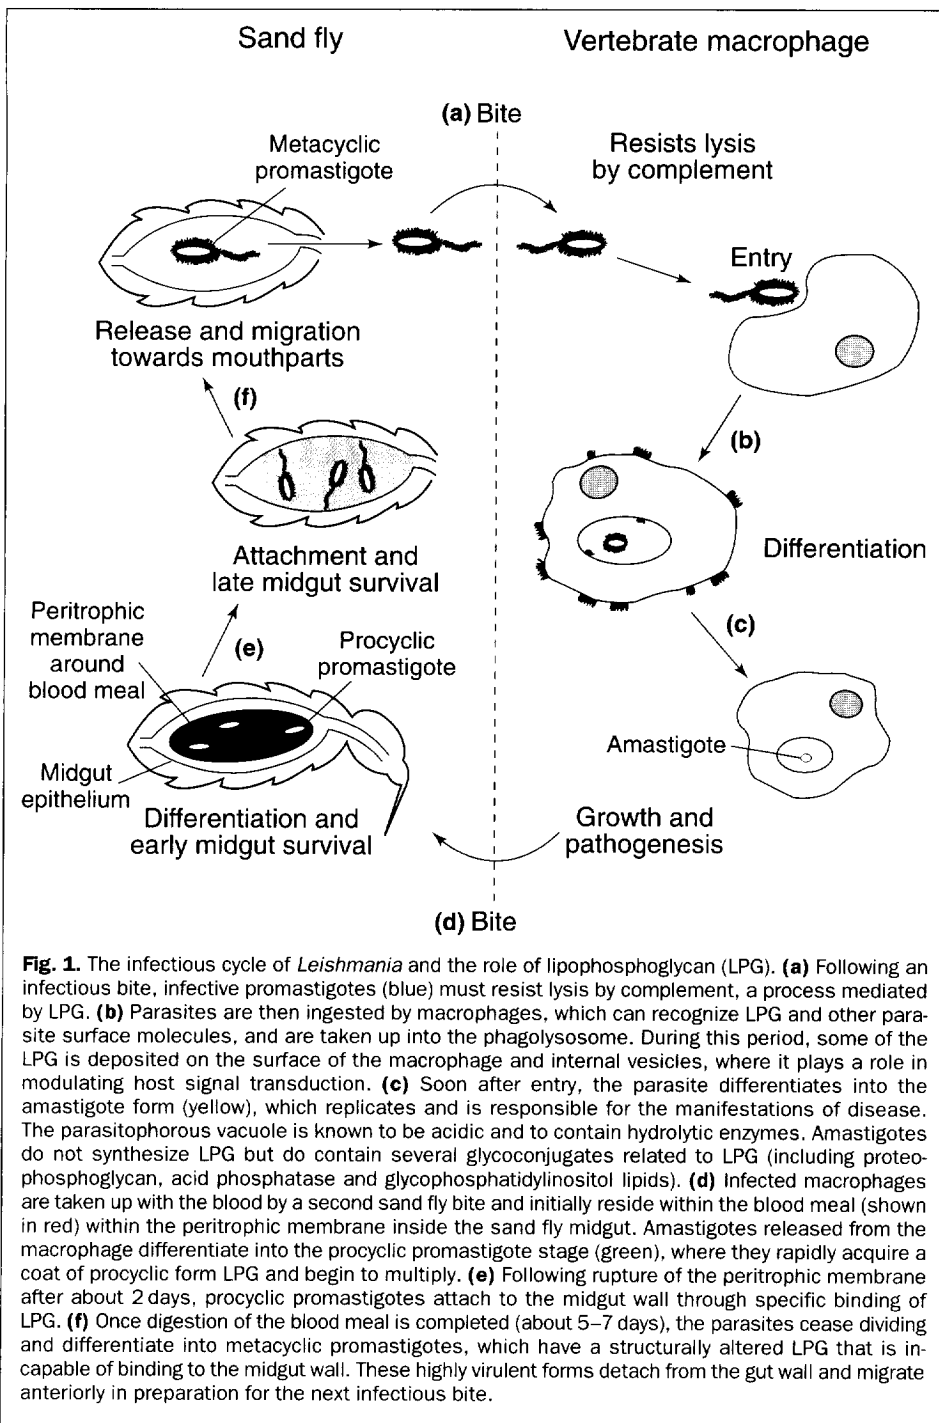 Sand fly
Vertebrate macrophage
(a) Bite
Metacyclic
promastigote
Resists lysis
by complement
Entry
Release and migration
towards mouthparts
(f)
(b)
Attachment and
late midgut survival
Differentiation
Peritrophic
membrane
around
blood meal
(e)
Procyclic
promastigote
(c)
Amastigote
Midgut
epithelium
Differentiation and
early midgut survival
Growth and
pathogenesis
(d) Bite
Fig. 1. The infectious cycle of Leishmania and the role of lipophosphoglycan (LPG). (a) Following an
infectious bite, infective promastigotes (blue) must resist lysis by complement, a process mediated
by LPG. (b) Parasites are then ingested by macrophages, which can recognize LPG and other para-
site surface molecules, and are taken up into the phagolysosome. During this period, some of the
LPG is deposited on the surface of the macrophage and internal vesicles, where it plays a role in
modulating host signal transduction. (c) Soon after entry, the parasite differentiates into the
amastigote form (yellow), which replicates and is responsible for the manifestations of disease.
The parasitophorous vacuole is known to be acidic and to contain hydrolytic enzymes. Amastigotes
do not synthesize LPG but do contain several glycoconjugates related to LPG (including proteo-
phosphoglycan, acid phosphatase and glycophosphatidylinositol lipids). (d) Infected macrophages
are taken up with the blood by a second sand fly bite and initially reside within the blood meal (shown
in red) within the peritrophic membrane inside the sand fly midgut. Amastigotes released from the
macrophage differentiate into the procyclic promastigote stage (green), where they rapidly acquire a
coat of procyclic form LPG and begin to multiply. (e) Following rupture of the peritrophic membrane
after about 2 days, procyclic promastigotes attach to the midgut wall through specific binding of
LPG. (f) Once digestion of the blood meal is completed (about 5–7 days), the parasites cease dividing
and differentiate into metacyclic promastigotes, which have a structurally altered LPG that is in-
capable of binding to the midgut wall. These highly virulent forms detach from the gut wall and migrate
anteriorly in preparation for the next infectious bite.